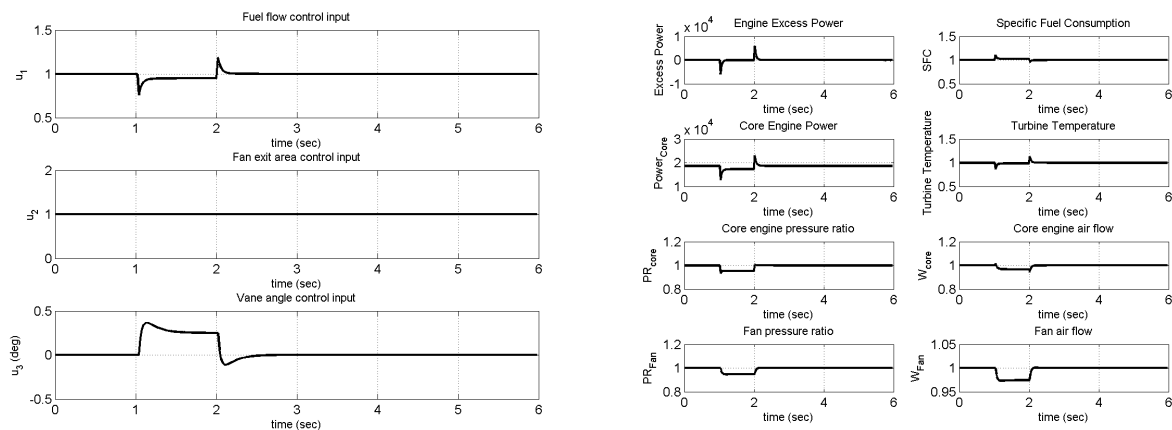 Fuel flow control input
1.5
1
0.5
u1
0 1 2 3 4 5 6
time (sec)
Fan exit area control input
2
1
0
u2
0 1 2 3 4 5 6
time (sec)
Vane angle control input
0.5
0
-0.5
u3 (deg)
0 1 2 3 4 5 6
time (sec)
x 10^4
Engine Excess Power
1
0
-1
Excess Power
0 2 4 6
time (sec)
Specific Fuel Consumption
1.5
1
0.5
SFC
0 2 4 6
time (sec)
x 10^4
Core Engine Power
3
2
1
PowerCore
0 2 4 6
time (sec)
Turbine Temperature
1.5
1
0.5
Turbine Temperature
0 2 4 6
time (sec)
Core engine pressure ratio
1.2
1
0.8
PRcore
0 2 4 6
time (sec)
Core engine air flow
1.2
1
0.8
Wcore
0 2 4 6
time (sec)
Fan pressure ratio
1.2
1
0.8
PRFan
0 2 4 6
time (sec)
Fan air flow
1.05
1
0.95
WFan
0 2 4 6
time (sec)